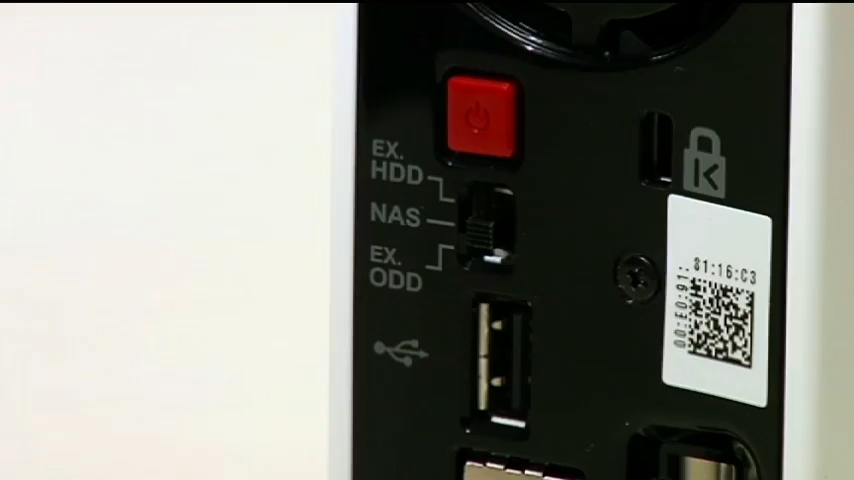 EX.
HDD
NAS
EX.
ODD
K
81:16:C3
00:E0:91: